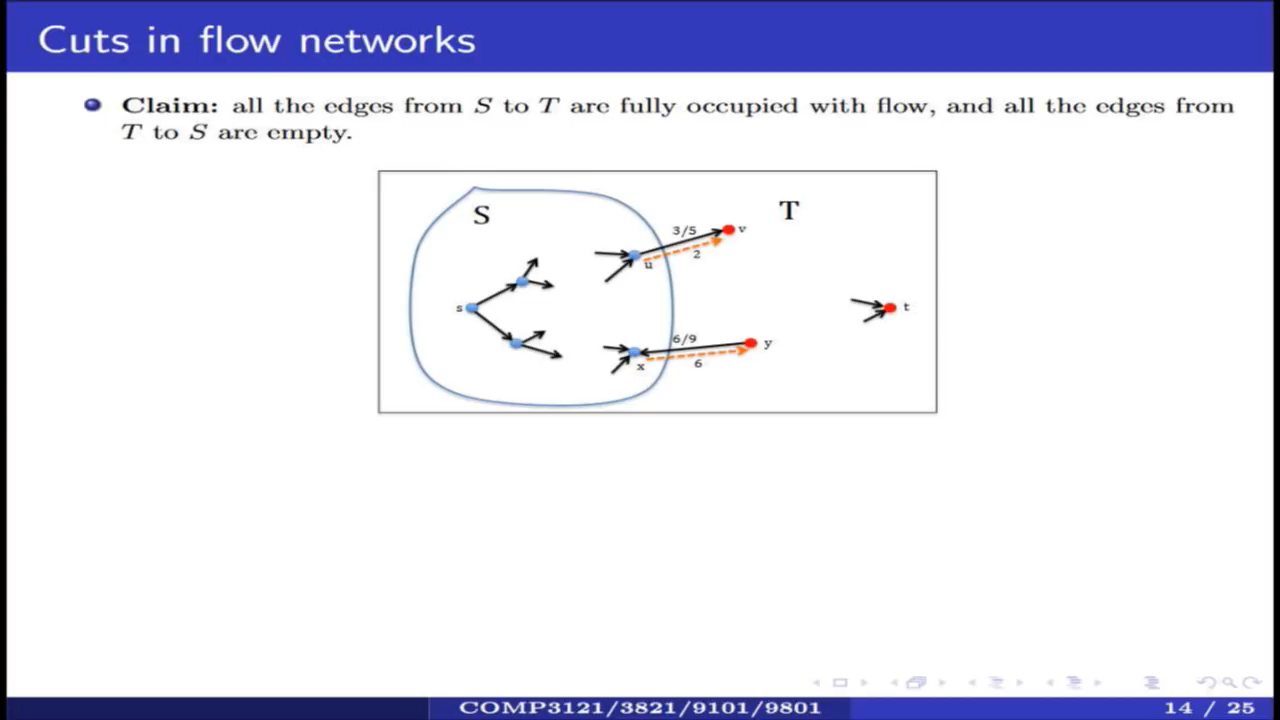 Cuts in flow networks
Claim: all the edges from S to T are fully occupied with flow, and all the edges from
T to S are empty.
S
T
3/5
v
u
2
s
t
6/9
y
x
6
COMP3121/3821/9101/9801
14 / 25